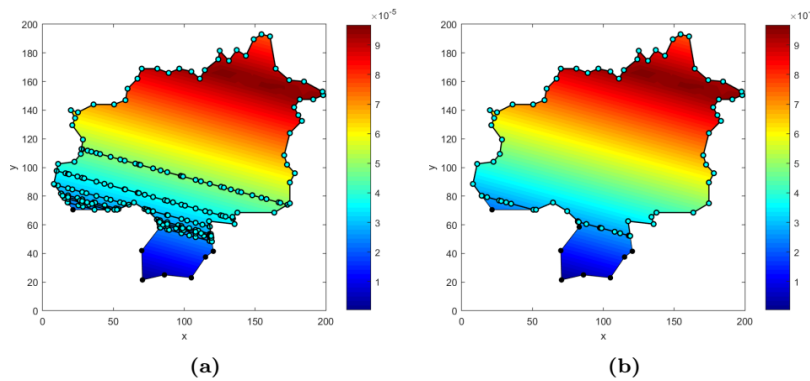 ×10⁻⁵ ×10⁻
200 9 200 9
180 180
160 8 160 8
140 7 140 7
120 6 120 6
y 100 5 y 100 5
80 4 80 4
60 3 60 3
40 2 40 2
20 1 20 1
0 0
0 50 100 150 200 0 50 100 150 200
x x
(a) (b)